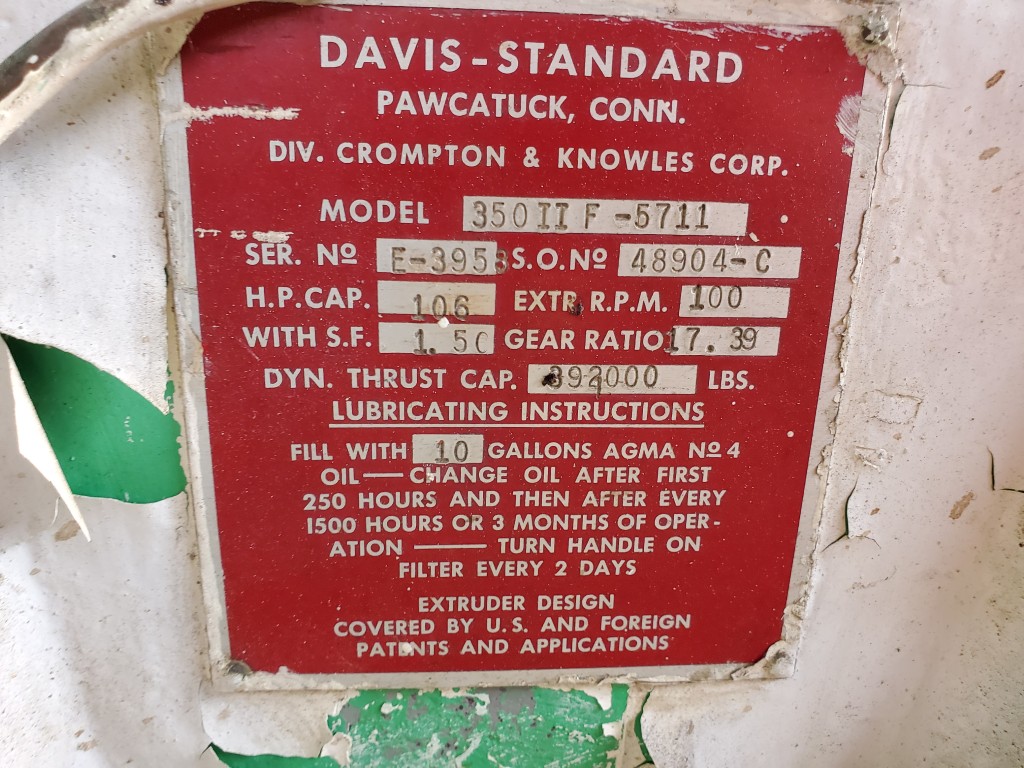 DAVIS-STANDARD
PAWCATUCK, CONN.
DIV. CROMPTON & KNOWLES CORP.
MODEL 350IIF-5711
SER. Nº E-3958 S.O.Nº 48904-C
H.P.CAP. 106 EXTR. R.P.M. 100
WITH S.F. 1.50 GEAR RATIO 17.39
DYN. THRUST CAP. 392000 LBS.
LUBRICATING INSTRUCTIONS
FILL WITH 10 GALLONS AGMA Nº 4
OIL — CHANGE OIL AFTER FIRST
250 HOURS AND THEN AFTER EVERY
1500 HOURS OR 3 MONTHS OF OPER-
ATION — TURN HANDLE ON
FILTER EVERY 2 DAYS
EXTRUDER DESIGN
COVERED BY U.S. AND FOREIGN
PATENTS AND APPLICATIONS